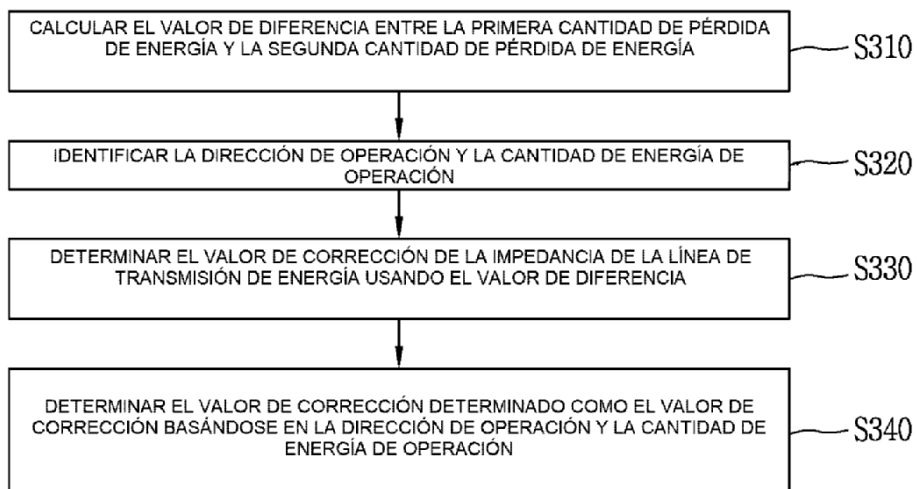 CALCULAR EL VALOR DE DIFERENCIA ENTRE LA PRIMERA CANTIDAD DE PÉRDIDA
DE ENERGÍA Y LA SEGUNDA CANTIDAD DE PÉRDIDA DE ENERGÍA
S310
IDENTIFICAR LA DIRECCIÓN DE OPERACIÓN Y LA CANTIDAD DE ENERGÍA DE
OPERACIÓN
S320
DETERMINAR EL VALOR DE CORRECCIÓN DE LA IMPEDANCIA DE LA LÍNEA DE
TRANSMISIÓN DE ENERGÍA USANDO EL VALOR DE DIFERENCIA
S330
DETERMINAR EL VALOR DE CORRECCIÓN DETERMINADO COMO EL VALOR DE
CORRECCIÓN BASÁNDOSE EN LA DIRECCIÓN DE OPERACIÓN Y LA CANTIDAD DE
ENERGÍA DE OPERACIÓN
S340